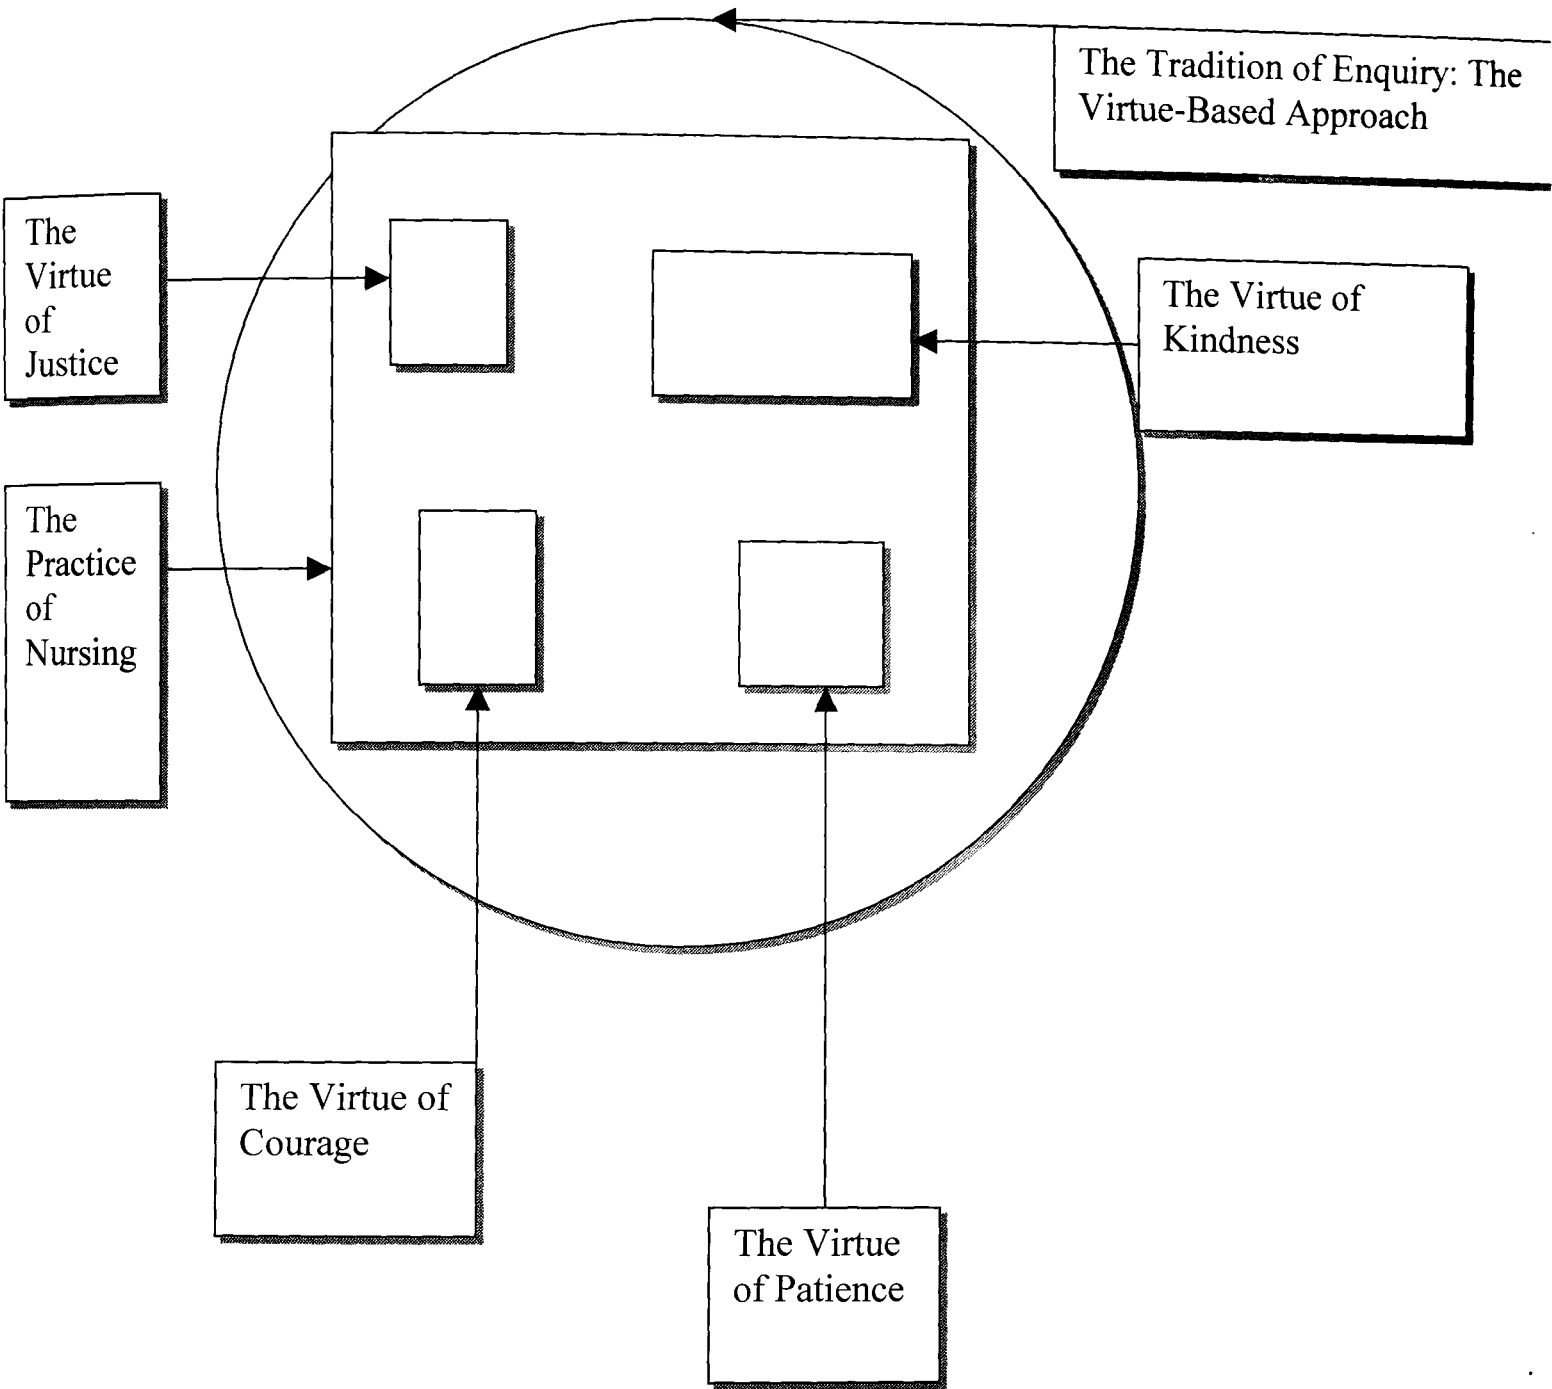 The Tradition of Enquiry: The
Virtue-Based Approach
The
Virtue
of
Justice
The Virtue of
Kindness
The
Practice
of
Nursing
The Virtue of
Courage
The Virtue
of Patience